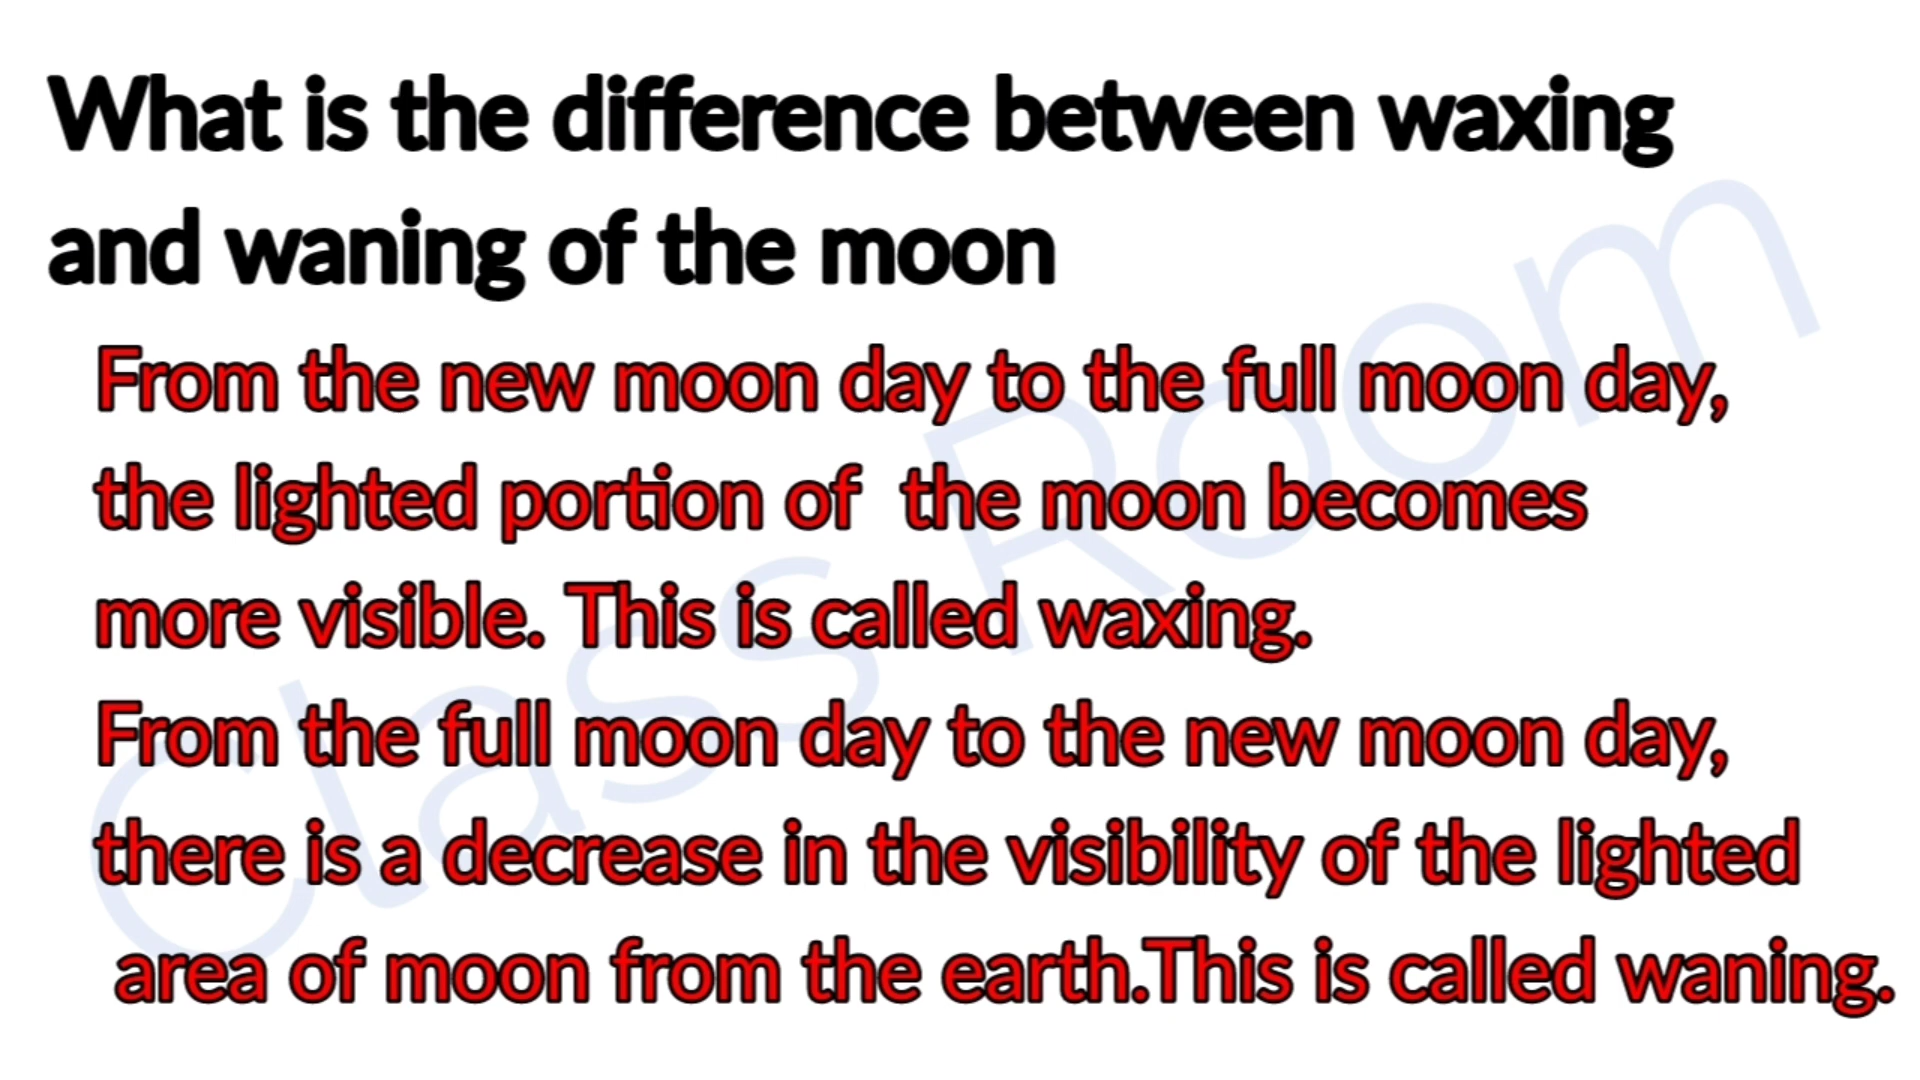 What is the difference between waxing
and waning of the moon
From the new moon day to the full moon day,
the lighted portion of the moon becomes
more visible. This is called waxing.
From the full moon day to the new moon day,
there is a decrease in the visibility of the lighted
area of moon from the earth.This is called waning.
Class Room